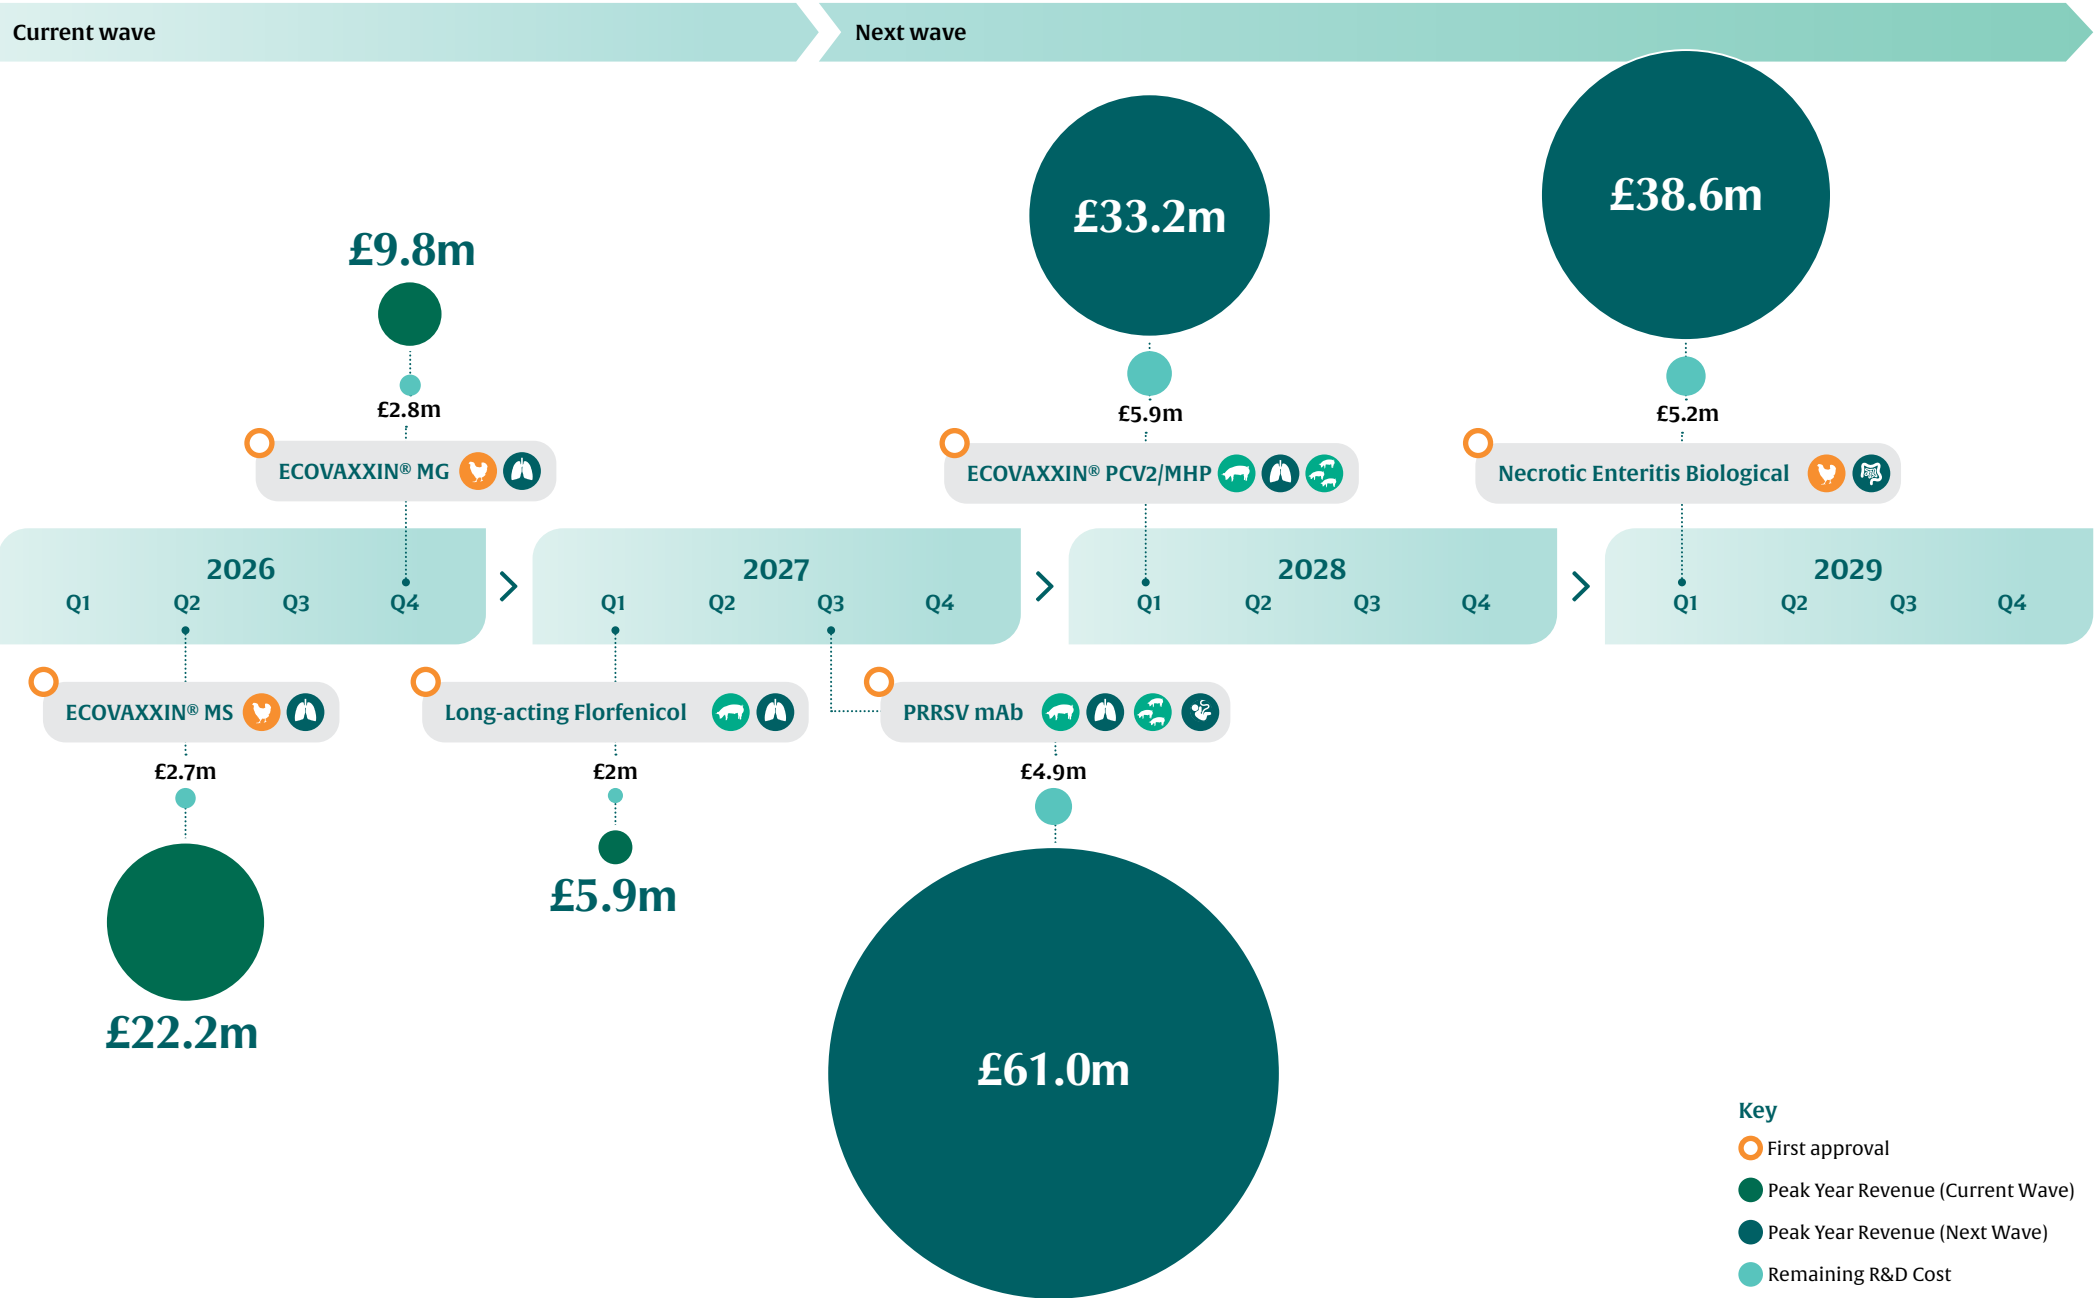 Current wave
Next wave
£33.2m
£38.6m
£9.8m
£2.8m
£5.9m
£5.2m
ECOVAXXIN® MG
ECOVAXXIN® PCV2/MHP
Necrotic Enteritis Biological
2026
Q1 Q2 Q3 Q4
2027
Q1 Q2 Q3 Q4
2028
Q1 Q2 Q3 Q4
2029
Q1 Q2 Q3 Q4
ECOVAXXIN® MS
Long-acting Florfenicol
PRRSV mAb
£2.7m
£2m
£4.9m
£5.9m
£22.2m
£61.0m
Key
First approval
Peak Year Revenue (Current Wave)
Peak Year Revenue (Next Wave)
Remaining R&D Cost